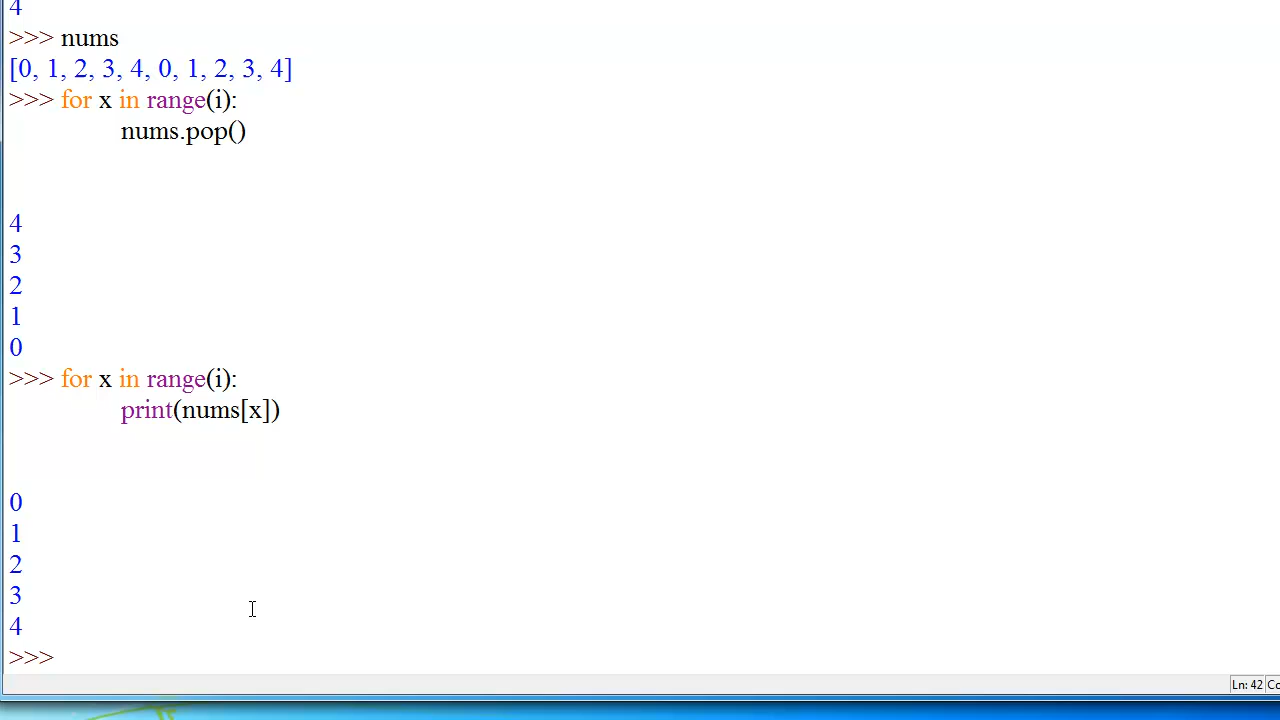 4
>>> nums
[0, 1, 2, 3, 4, 0, 1, 2, 3, 4]
>>> for x in range(i):
nums.pop()
4
3
2
1
0
>>> for x in range(i):
print(nums[x])
0
1
2
3
4
>>>
Ln: 42 Co